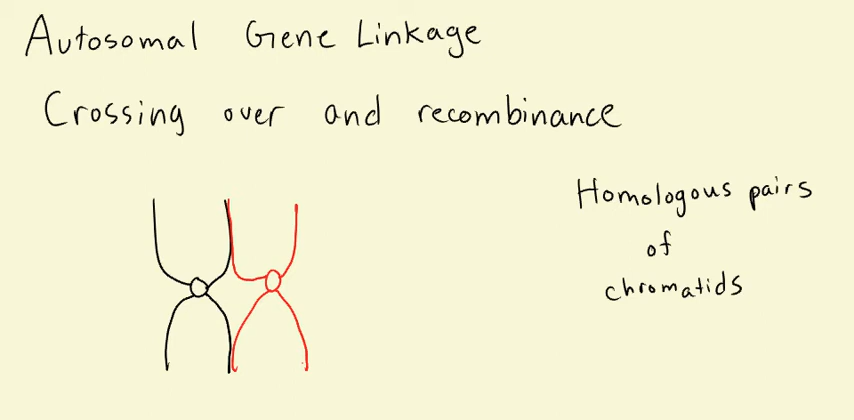 Autosomal Gene Linkage
Crossing over and recombinance
Homologous pairs
of
chromatids